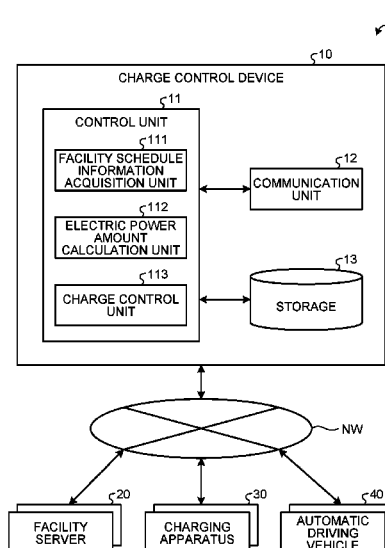 10
CHARGE CONTROL DEVICE
11
CONTROL UNIT
111
FACILITY SCHEDULE
INFORMATION
ACQUISITION UNIT
12
COMMUNICATION
UNIT
112
ELECTRIC POWER
AMOUNT
CALCULATION UNIT
113
CHARGE CONTROL
UNIT
13
STORAGE
NW
20
FACILITY
SERVER
30
CHARGING
APPARATUS
40
AUTOMATIC
DRIVING
VEHICLE